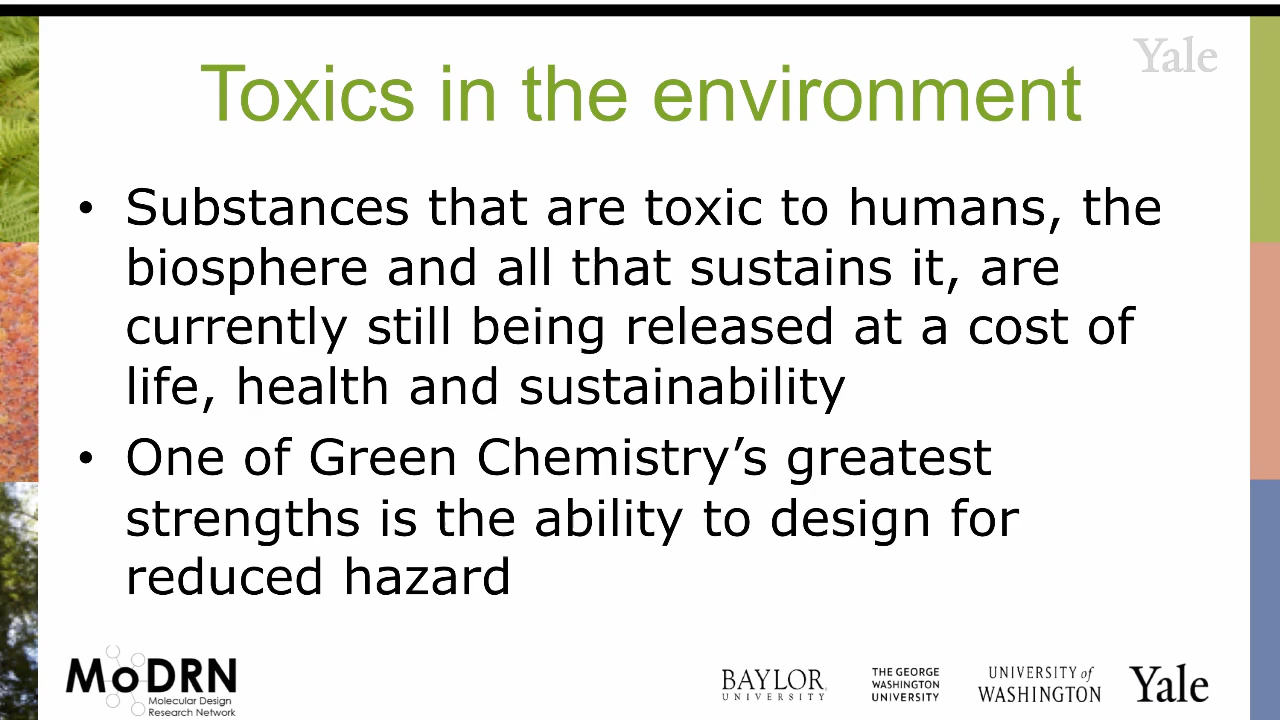 Yale
Toxics in the environment
• Substances that are toxic to humans, the
biosphere and all that sustains it, are
currently still being released at a cost of
life, health and sustainability
• One of Green Chemistry’s greatest
strengths is the ability to design for
reduced hazard
MoDRN
Molecular Design
Research Network
BAYLOR
UNIVERSITY
THE GEORGE
WASHINGTON
UNIVERSITY
UNIVERSITY of
WASHINGTON
Yale